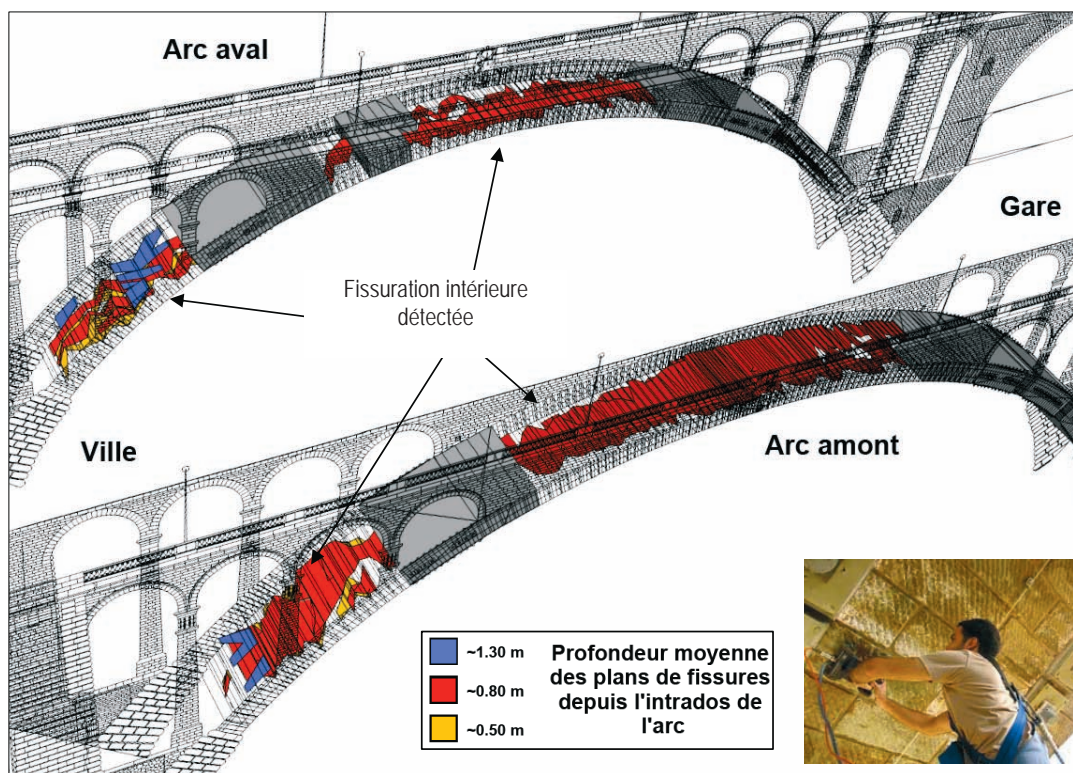 Arc aval
Gare
Fissuration intérieure
détectée
Ville
Arc amont
~1.30 m
~0.80 m
~0.50 m
Profondeur moyenne
des plans de fissures
depuis l'intrados de
l'arc